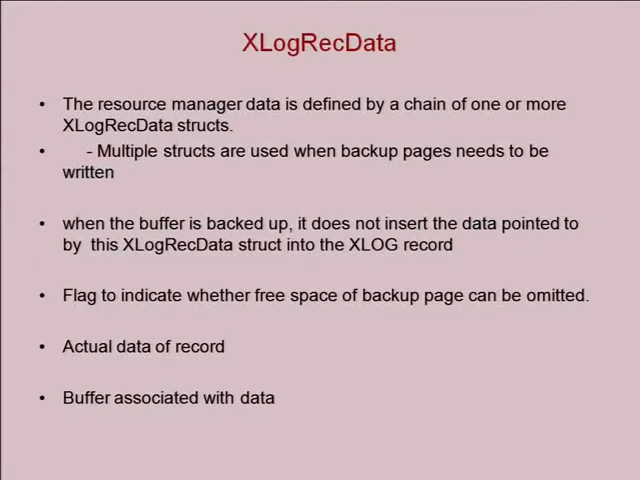 XLogRecData
• The resource manager data is defined by a chain of one or more
XLogRecData structs.
• - Multiple structs are used when backup pages needs to be
written
• when the buffer is backed up, it does not insert the data pointed to
by this XLogRecData struct into the XLOG record
• Flag to indicate whether free space of backup page can be omitted.
• Actual data of record
• Buffer associated with data